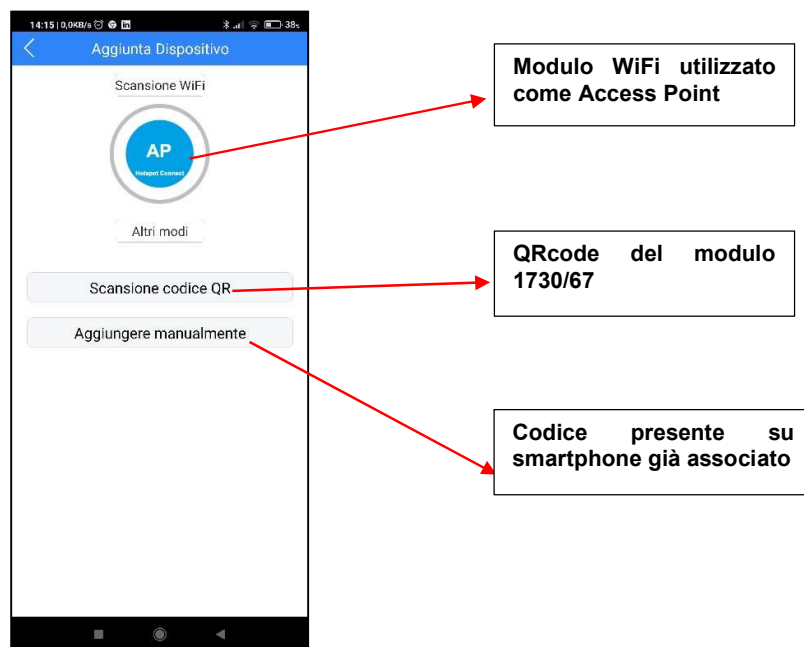 14:15 | 0,0KB/s
38%
Aggiunta Dispositivo
Scansione WiFi
AP
Hotspot Connect
Altri modi
Scansione codice QR
Aggiungere manualmente
Modulo WiFi utilizzato
come Access Point
QRcode del modulo
1730/67
Codice presente su
smartphone già associato